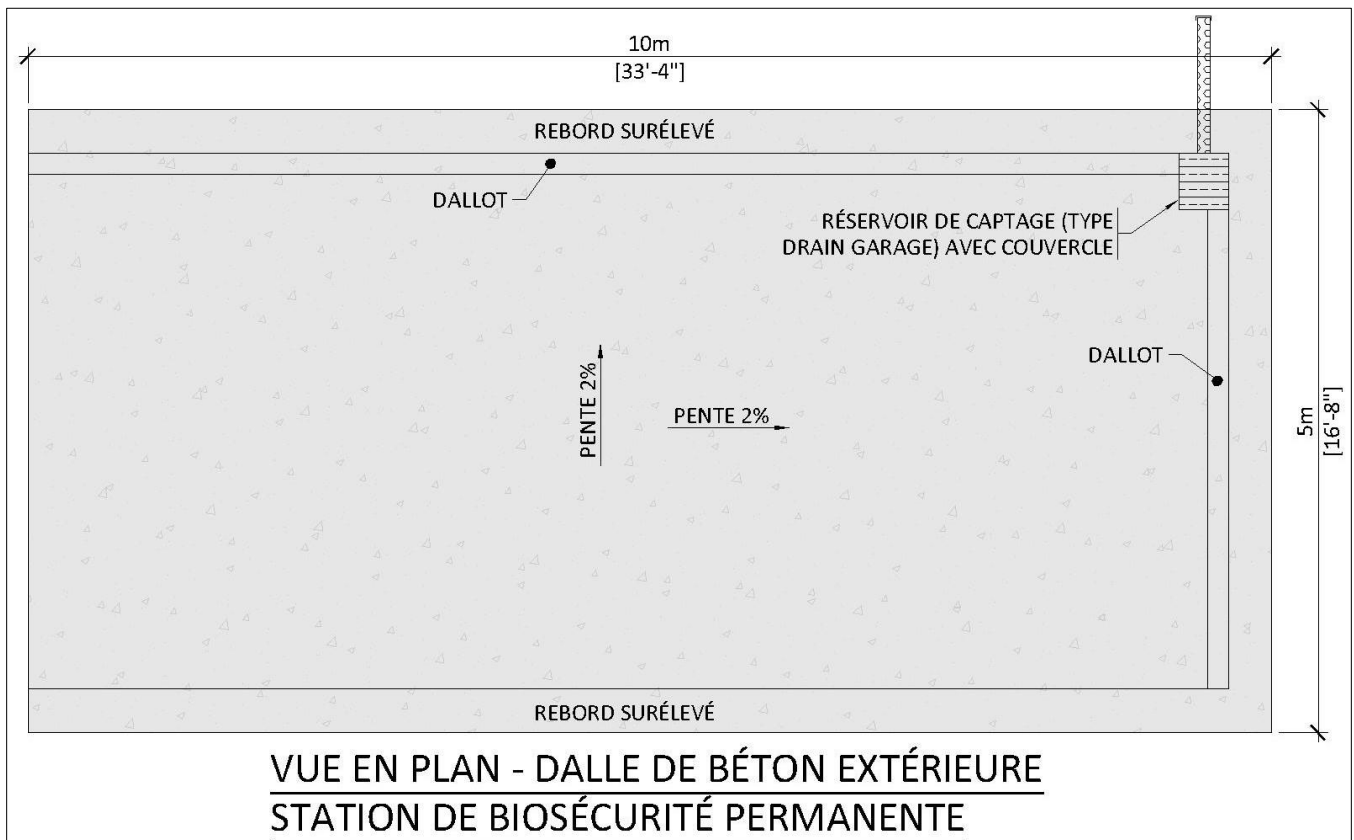 10m
[33'-4"]
REBORD SURÉLEVÉ
DALLOT
RÉSERVOIR DE CAPTAGE (TYPE
DRAIN GARAGE) AVEC COUVERCLE
DALLOT
PENTE 2%
PENTE 2%
5m
[16'-8"]
REBORD SURÉLEVÉ
VUE EN PLAN - DALLE DE BÉTON EXTÉRIEURE
STATION DE BIOSÉCURITÉ PERMANENTE